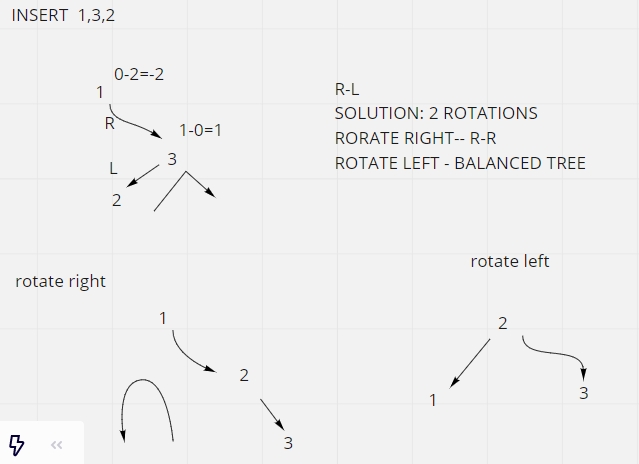 INSERT 1,3,2
0-2=-2
1
R
1-0=1
3
L
2
R-L
SOLUTION: 2 ROTATIONS
RORATE RIGHT-- R-R
ROTATE LEFT - BALANCED TREE
rotate right
1
2
3
rotate left
2
1
3